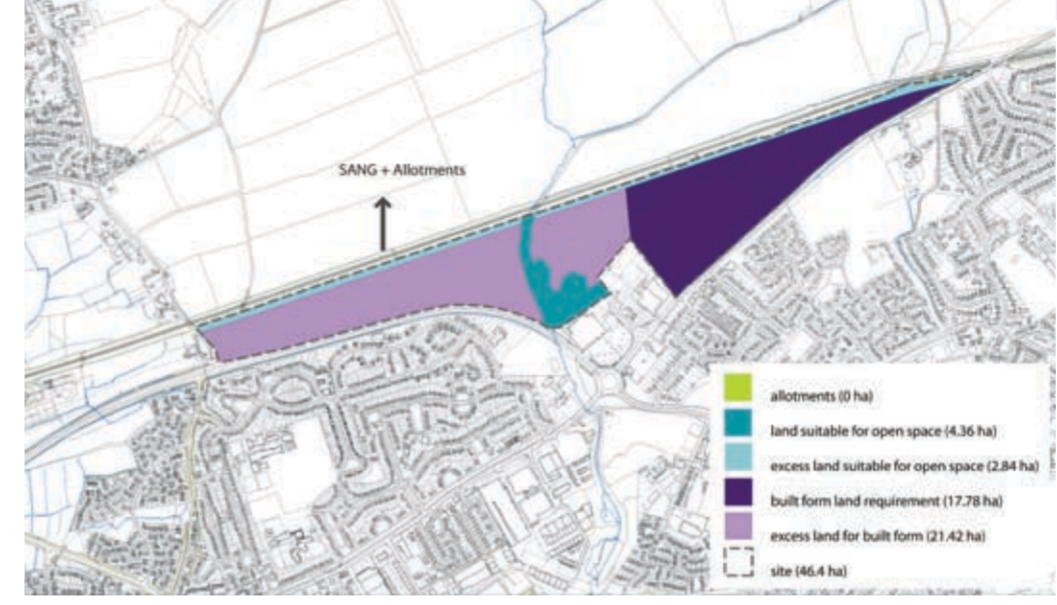 SANG + Allotments
allotments (0 ha)
land suitable for open space (4.36 ha)
excess land suitable for open space (2.84 ha)
built form land requirement (17.78 ha)
excess land for built form (21.42 ha)
site (46.4 ha)